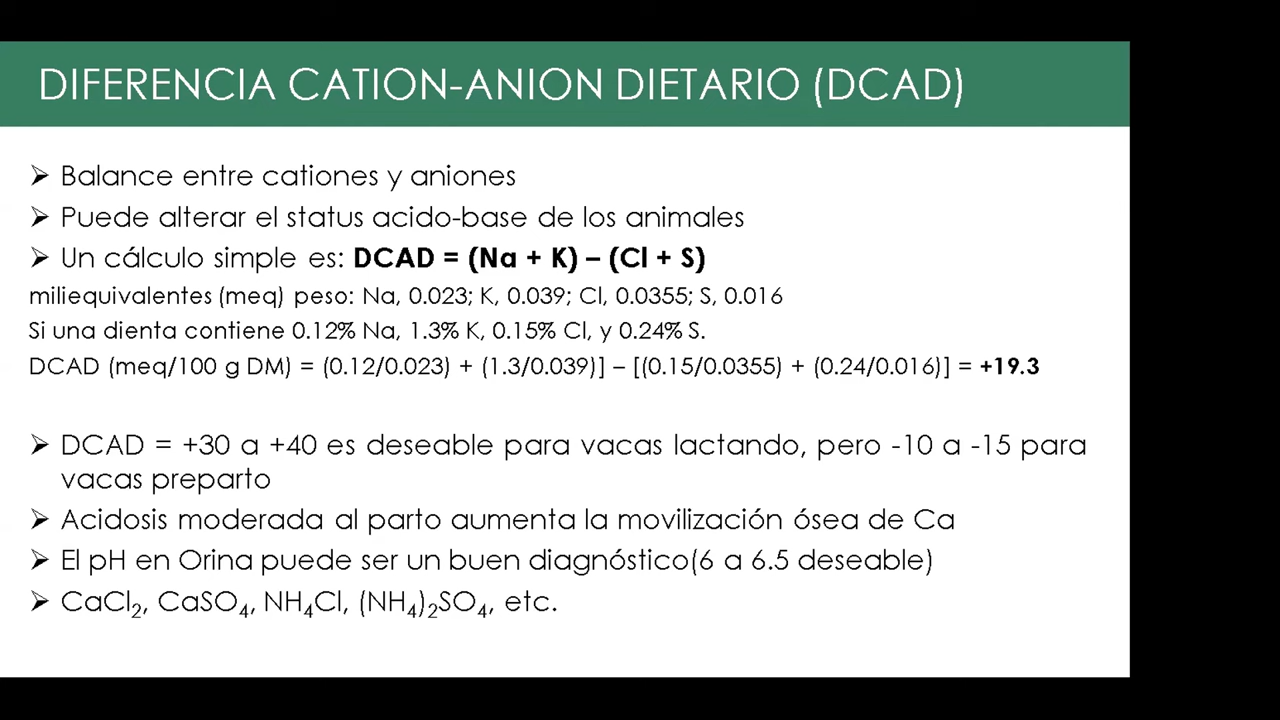 DIFERENCIA CATION-ANION DIETARIO (DCAD)
➢ Balance entre cationes y aniones
➢ Puede alterar el status acido-base de los animales
➢ Un cálculo simple es: DCAD = (Na + K) – (Cl + S)
miliequivalentes (meq) peso: Na, 0.023; K, 0.039; Cl, 0.0355; S, 0.016
Si una dienta contiene 0.12% Na, 1.3% K, 0.15% Cl, y 0.24% S.
DCAD (meq/100 g DM) = (0.12/0.023) + (1.3/0.039)] – [(0.15/0.0355) + (0.24/0.016)] = +19.3
➢ DCAD = +30 a +40 es deseable para vacas lactando, pero -10 a -15 para
vacas preparto
➢ Acidosis moderada al parto aumenta la movilización ósea de Ca
➢ El pH en Orina puede ser un buen diagnóstico(6 a 6.5 deseable)
➢ CaCl₂, CaSO₄, NH₄Cl, (NH₄)₂SO₄, etc.